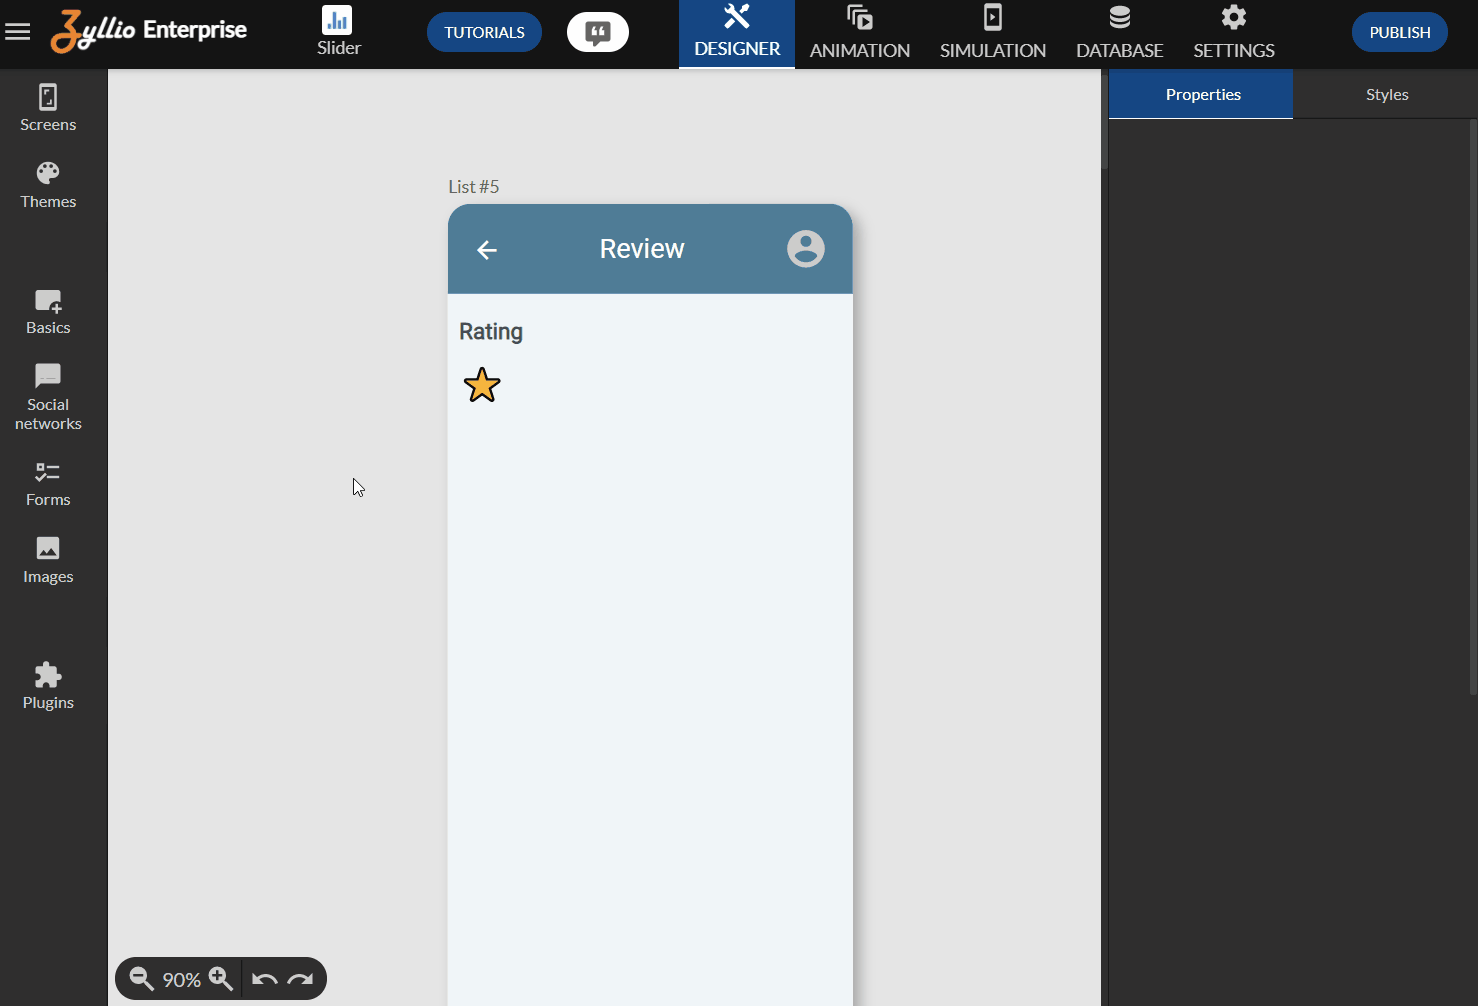 Zyllio Enterprise
Slider
TUTORIALS
DESIGNER
ANIMATION
SIMULATION
DATABASE
SETTINGS
PUBLISH
Screens
Themes
Basics
Social
networks
Forms
Images
Plugins
List #5
Review
Rating
90%
Properties
Styles